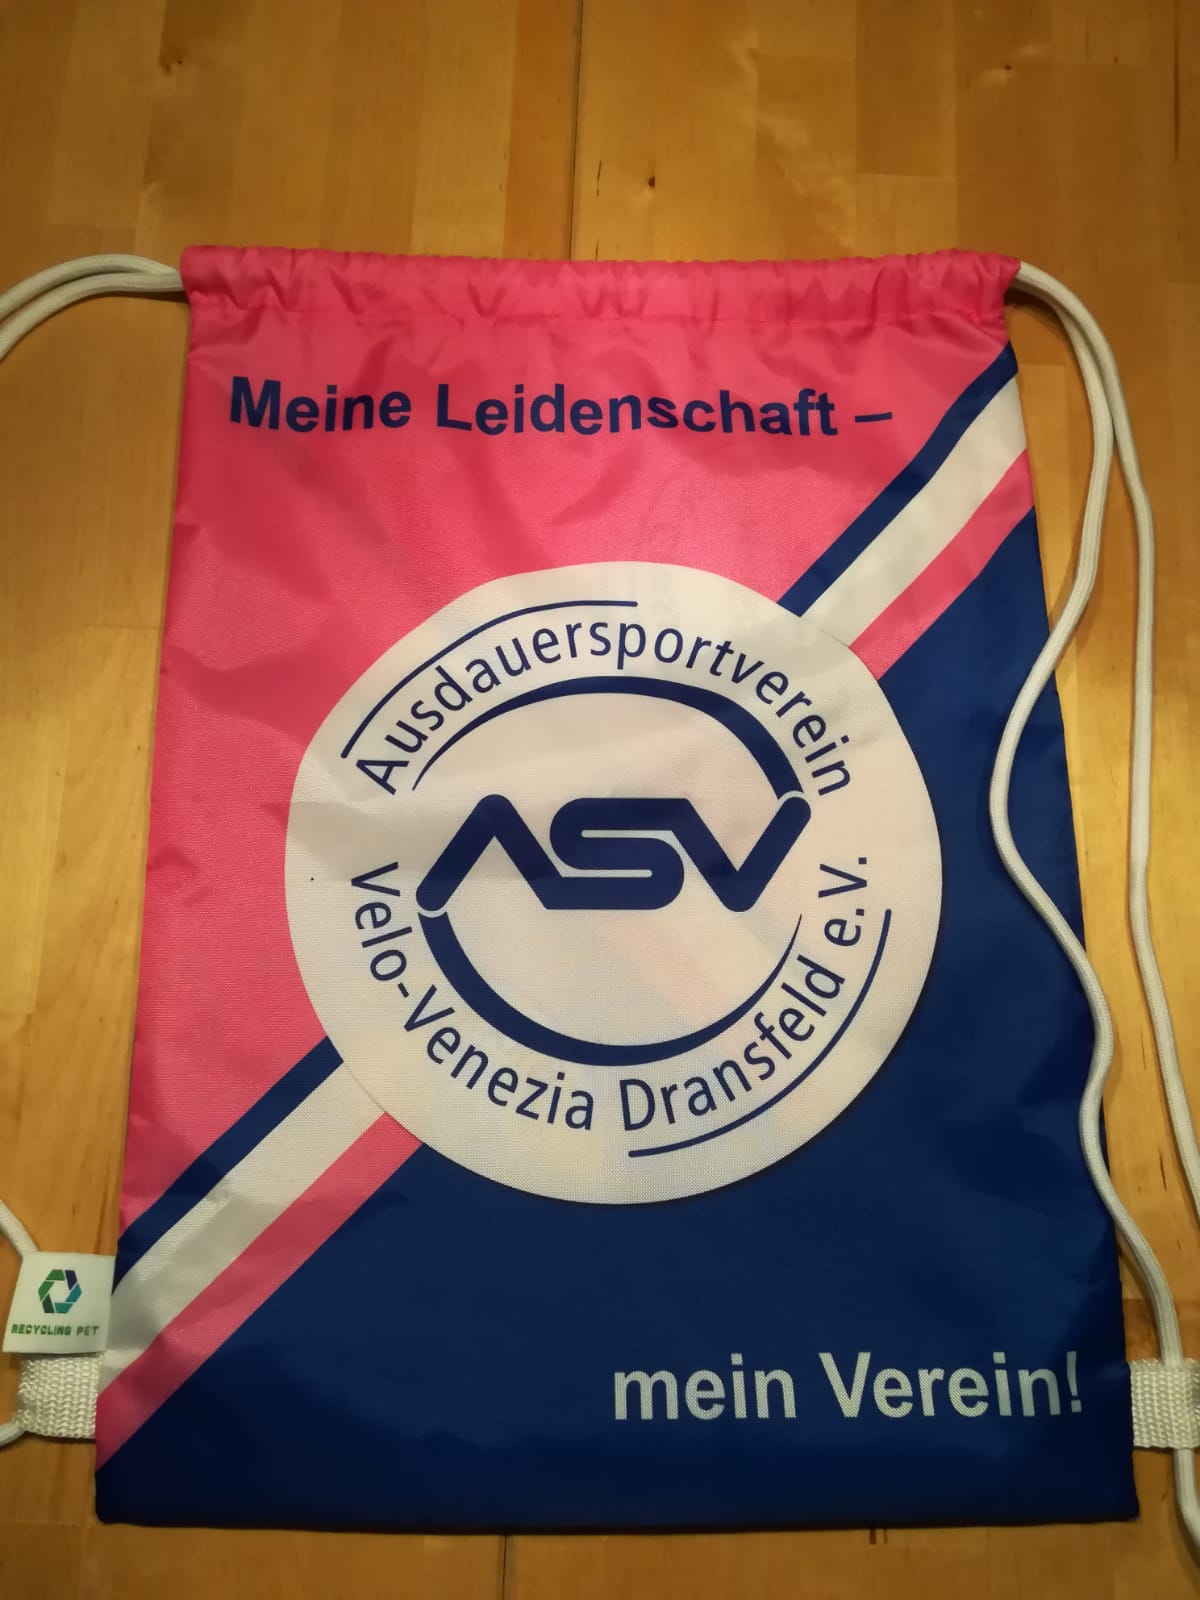 Meine Leidenschaft –
Ausdauersportverein
ASV
Velo-Venezia Dransfeld e.V.
RECYCLING PET
mein Verein!